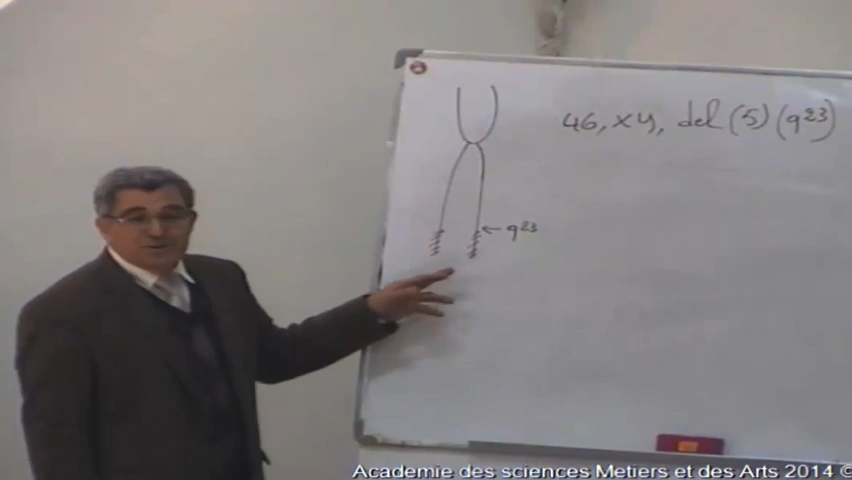 46, XY, del (5) (q23)
← q23
Academie des sciences Metiers et des Arts 2014 ©